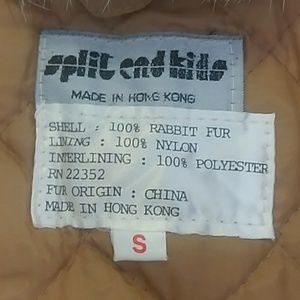 split end kids
MADE IN HONG KONG
SHELL : 100% RABBIT FUR
LINING : 100% NYLON
INTERLINING : 100% POLYESTER
RN 22352
FUR ORIGIN : CHINA
MADE IN HONG KONG
S